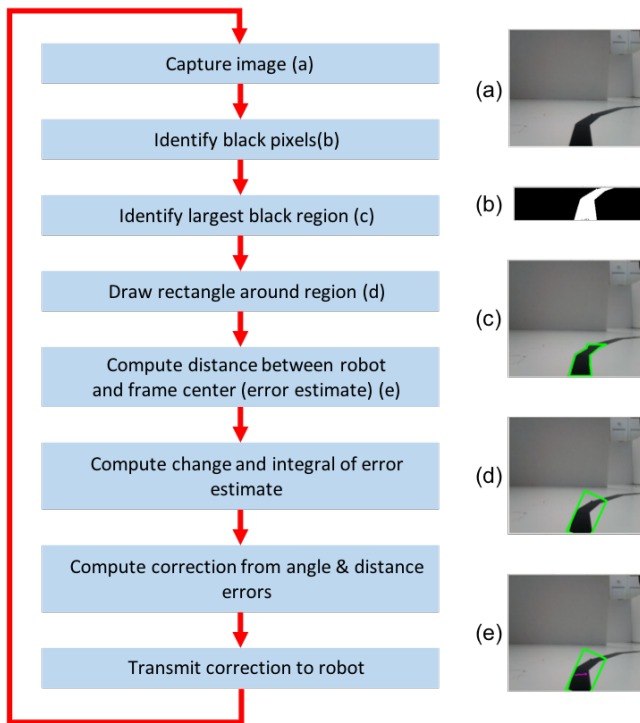 Capture image (a)
Identify black pixels(b)
Identify largest black region (c)
Draw rectangle around region (d)
Compute distance between robot
and frame center (error estimate) (e)
Compute change and integral of error
estimate
Compute correction from angle & distance
errors
Transmit correction to robot
(a)
(b)
(c)
(d)
(e)